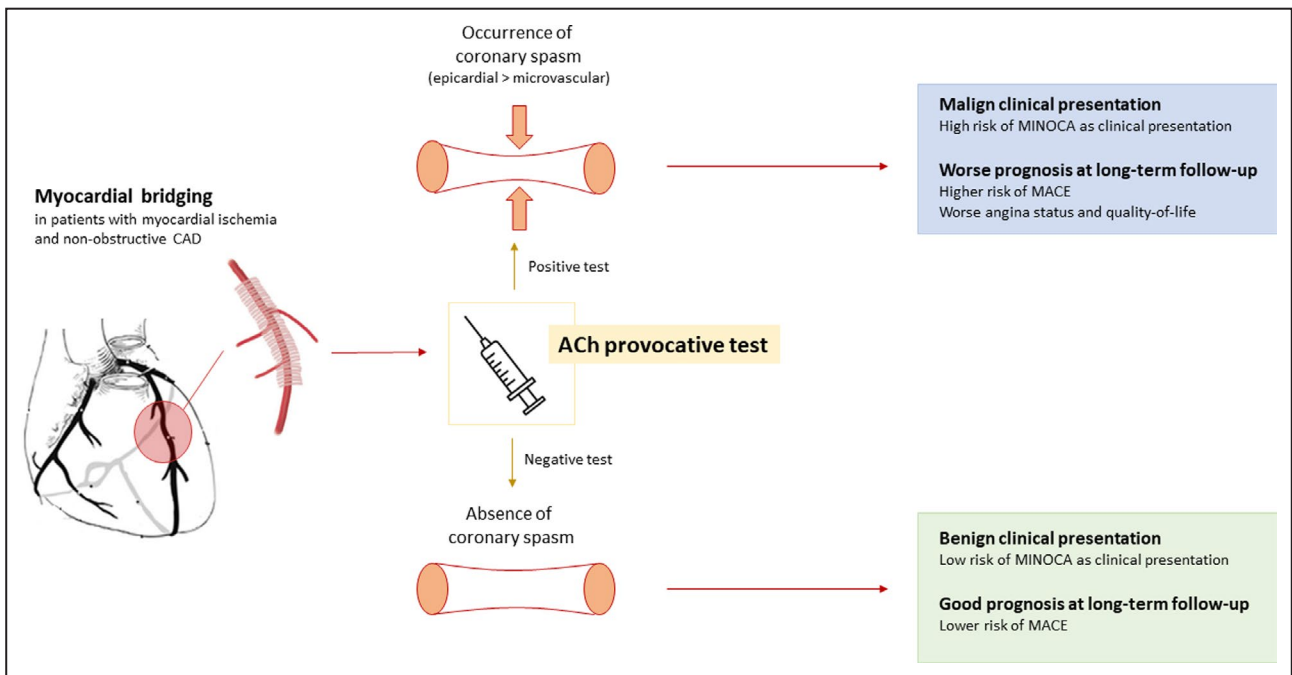 Occurrence of
coronary spasm
(epicardial > microvascular)
Malign clinical presentation
High risk of MINOCA as clinical presentation
Worse prognosis at long-term follow-up
Higher risk of MACE
Worse angina status and quality-of-life
Myocardial bridging
in patients with myocardial ischemia
and non-obstructive CAD
Positive test
ACh provocative test
Negative test
Absence of
coronary spasm
Benign clinical presentation
Low risk of MINOCA as clinical presentation
Good prognosis at long-term follow-up
Lower risk of MACE